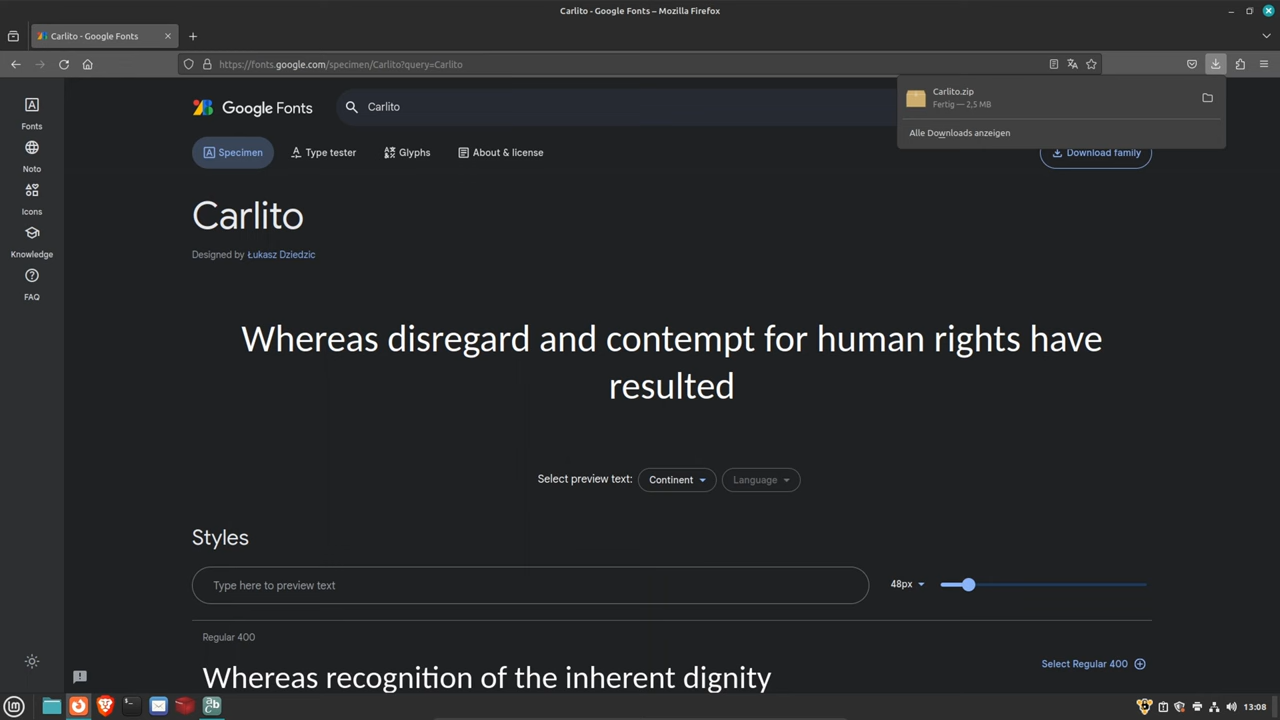 Carlito - Google Fonts — Mozilla Firefox
Carlito - Google Fonts
https://fonts.google.com/specimen/Carlito?query=Carlito
Carlito.zip
Fertig — 2,5 MB
Alle Downloads anzeigen
Google Fonts
Carlito
Fonts
Noto
Icons
Knowledge
FAQ
Specimen
Type tester
Glyphs
About & license
Download family
Carlito
Designed by Łukasz Dziedzic
Whereas disregard and contempt for human rights have
resulted
Select preview text:
Continent
Language
Styles
Type here to preview text
48px
Regular 400
Whereas recognition of the inherent dignity
Select Regular 400
13:08